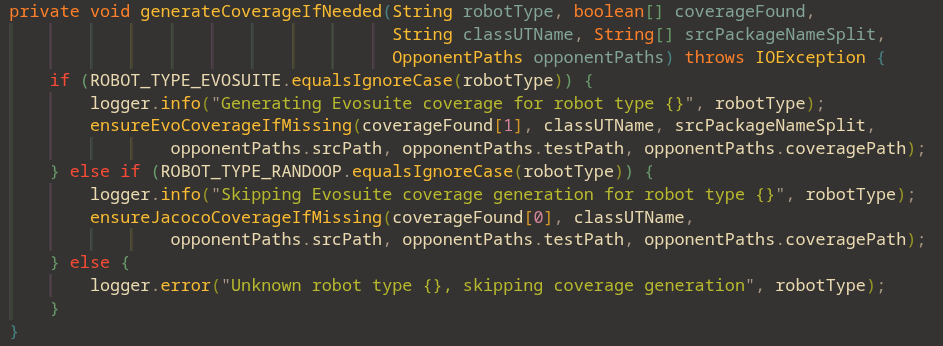 private void generateCoverageIfNeeded(String robotType, boolean[] coverageFound,
String classUTName, String[] srcPackageNameSplit,
OpponentPaths opponentPaths) throws IOException {
if (ROBOT_TYPE_EVOSUITE.equalsIgnoreCase(robotType)) {
logger.info("Generating Evosuite coverage for robot type {}", robotType);
ensureEvoCoverageIfMissing(coverageFound[1], classUTName, srcPackageNameSplit,
opponentPaths.srcPath, opponentPaths.testPath, opponentPaths.coveragePath);
} else if (ROBOT_TYPE_RANDOOP.equalsIgnoreCase(robotType)) {
logger.info("Skipping Evosuite coverage generation for robot type {}", robotType);
ensureJacocoCoverageIfMissing(coverageFound[0], classUTName,
opponentPaths.srcPath, opponentPaths.testPath, opponentPaths.coveragePath);
} else {
logger.error("Unknown robot type {}, skipping coverage generation", robotType);
}
}